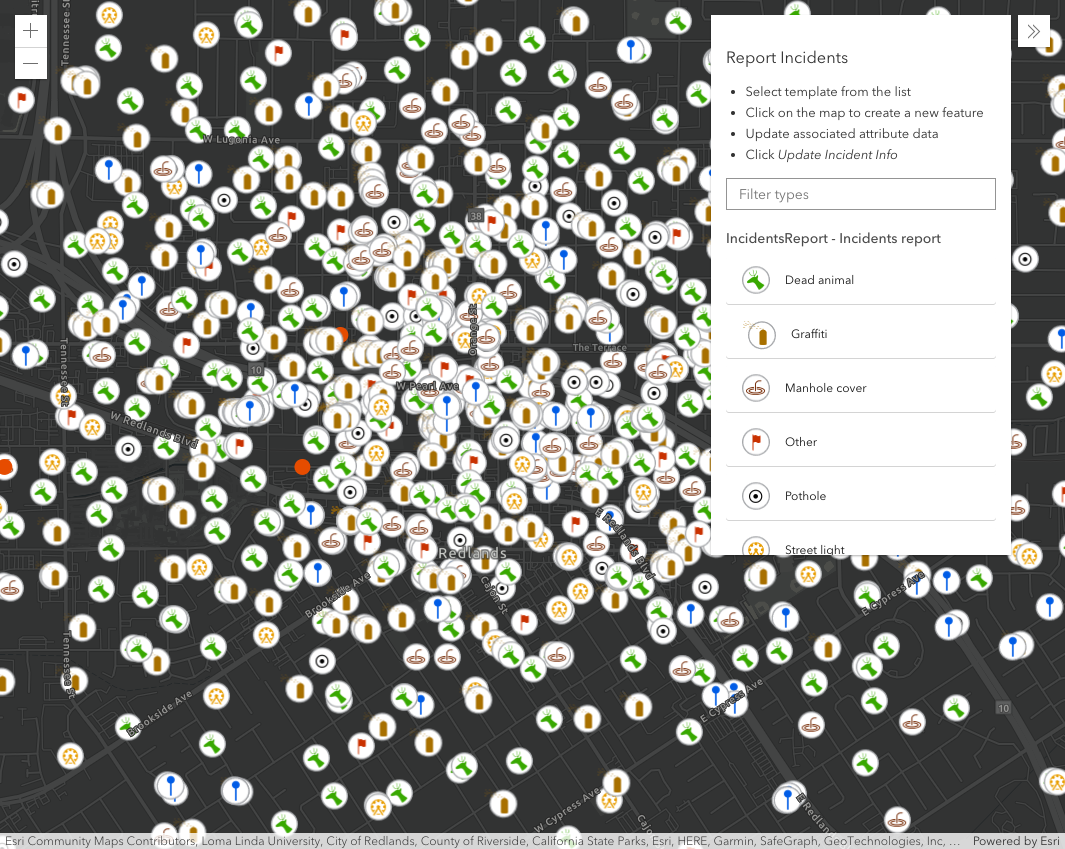 Tennessee S
W Lugonia Ave
38
The Terrace
Tennessee St
10
W Pearl Ave
Orange St
W Redlands Blvd
Redlands
E Redlands Blvd
Cajon St
Brookside Ave
E Cypress Ave
Tennessee St
Brookside Ave
E Cypress Ave
10
W Cypress Ave
E Redlan
Cajo
Report Incidents
Select template from the list
Click on the map to create a new feature
Update associated attribute data
Click Update Incident Info
Filter types
IncidentsReport - Incidents report
Dead animal
Graffiti
Manhole cover
Other
Pothole
Street light
Esri Community Maps Contributors, Loma Linda University, City of Redlands, County of Riverside, California State Parks, Esri, HERE, Garmin, SafeGraph, GeoTechnologies, Inc, ... Powered by Esri